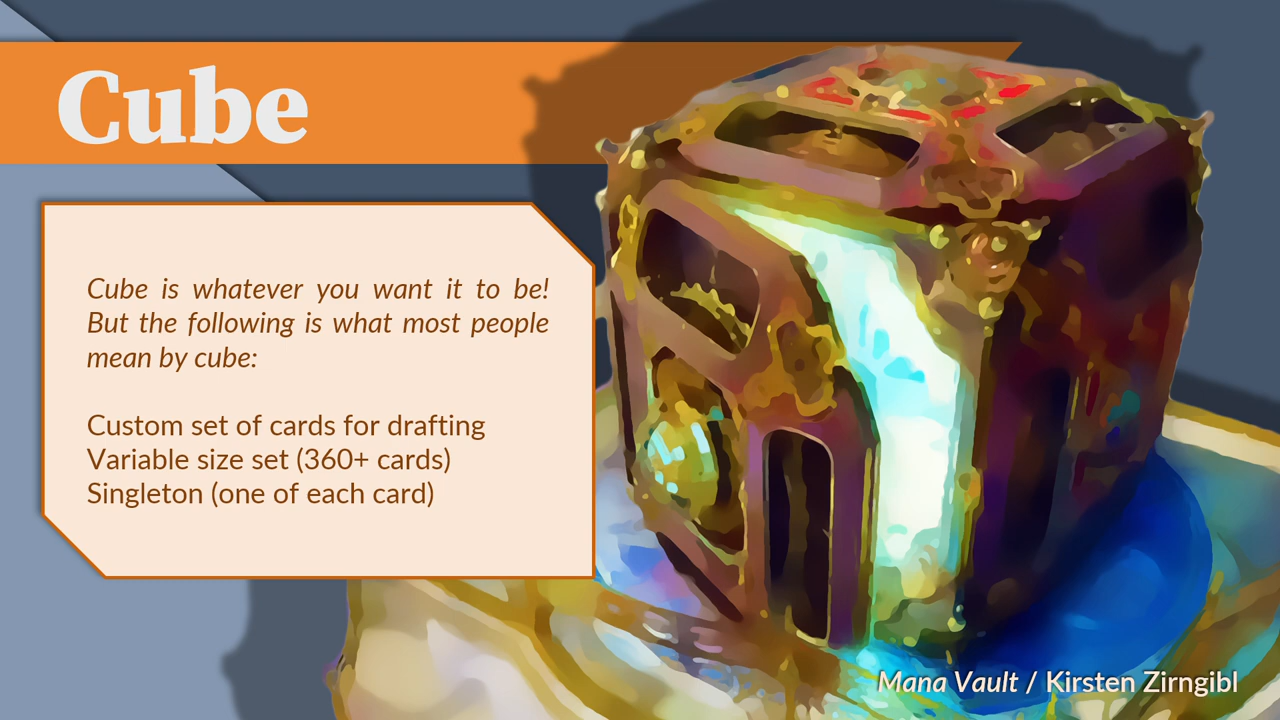 Cube
Cube is whatever you want it to be!
But the following is what most people
mean by cube:
Custom set of cards for drafting
Variable size set (360+ cards)
Singleton (one of each card)
Mana Vault / Kirsten Zirngibl